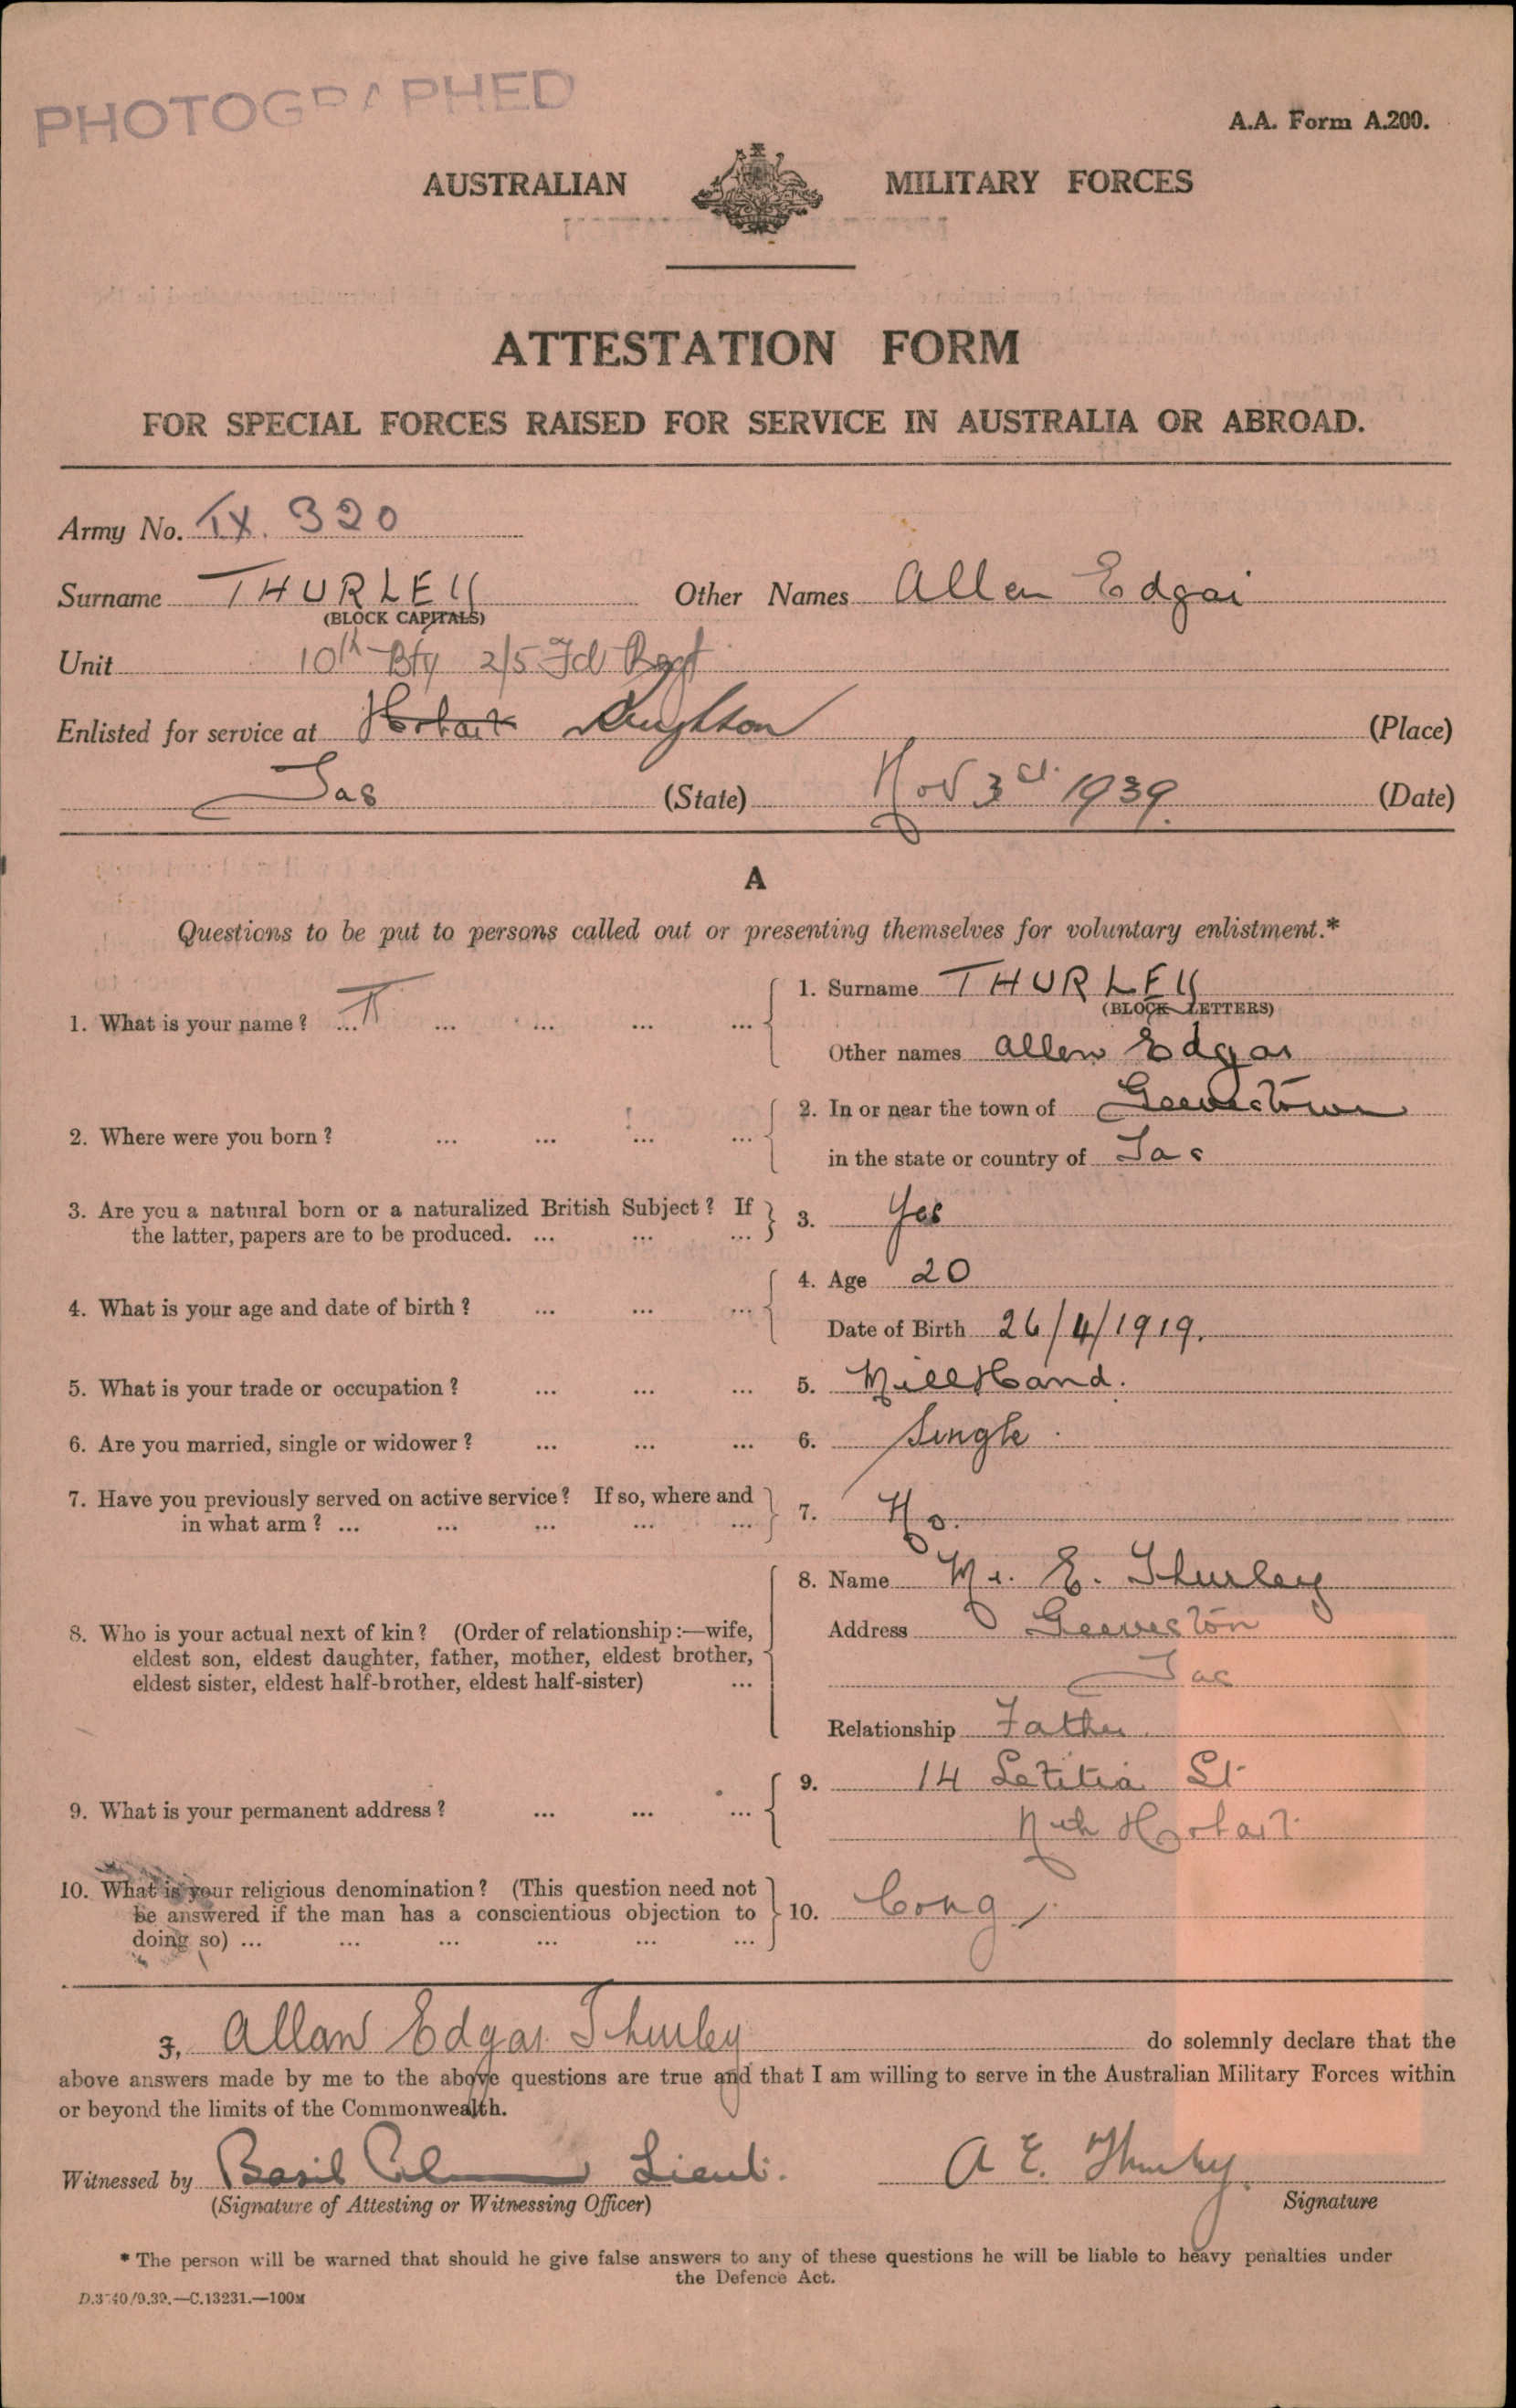 PHOTOGRAPHED
A.A. Form A.200.
AUSTRALIAN MILITARY FORCES
ATTESTATION FORM
FOR SPECIAL FORCES RAISED FOR SERVICE IN AUSTRALIA OR ABROAD.
Army No. TX. 320
Surname THURLEY Other Names Allen Edgar
(BLOCK CAPITALS)
Unit 10th Bty 2/5 Fd Regt
Enlisted for service at Hobart Brighton (Place)
Tas (State) Nov 3rd 1939. (Date)
A
Questions to be put to persons called out or presenting themselves for voluntary enlistment.*
1. What is your name? ... ... ... ... ... 1. Surname THURLEY
(BLOCK LETTERS)
Other names Allen Edgar
2. Where were you born? ... ... ... ... 2. In or near the town of
in the state or country of Tas
3. Are you a natural born or a naturalized British Subject? If the latter, papers are to be produced. ... ... ... 3. Yes
4. What is your age and date of birth? ... ... ... 4. Age 20
Date of Birth 26/4/1919.
5. What is your trade or occupation? ... ... ... 5. Mill Hand.
6. Are you married, single or widower? ... ... ... 6. Single.
7. Have you previously served on active service? If so, where and
in what arm? ... ... ... ... ... 7. No.
8. Who is your actual next of kin? (Order of relationship:—wife,
eldest son, eldest daughter, father, mother, eldest brother,
eldest sister, eldest half-brother, eldest half-sister) ...
8. Name Mr. E. Thurley
Address Geeveston
Tas
Relationship Father.
9. What is your permanent address? ... ... ... 9. 14 Letitia St
Nth Hobart.
10. What is your religious denomination? (This question need not
be answered if the man has a conscientious objection to
doing so) ... ... ... ... ... ... 10. Cong.
I, Allan Edgar Thurley do solemnly declare that the
above answers made by me to the above questions are true and that I am willing to serve in the Australian Military Forces within
or beyond the limits of the Commonwealth.
Witnessed by Basil Lieut. A E. Thurley
(Signature of Attesting or Witnessing Officer) Signature
* The person will be warned that should he give false answers to any of these questions he will be liable to heavy penalties under
the Defence Act.